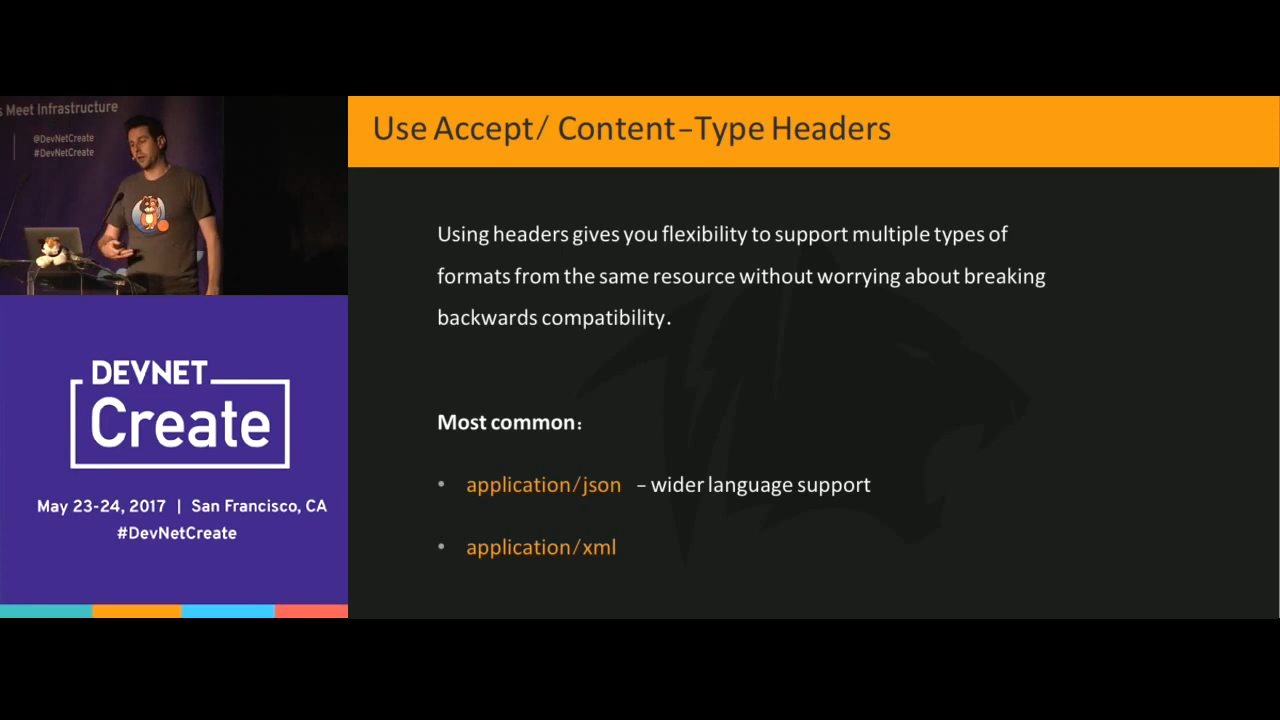 s Meet Infrastructure
@DevNetCreate
#DevNetCreate
DEVNET
Create
May 23-24, 2017 | San Francisco, CA
#DevNetCreate
Use Accept/ Content-Type Headers
Using headers gives you flexibility to support multiple types of
formats from the same resource without worrying about breaking
backwards compatibility.
Most common:
• application/json – wider language support
• application/xml